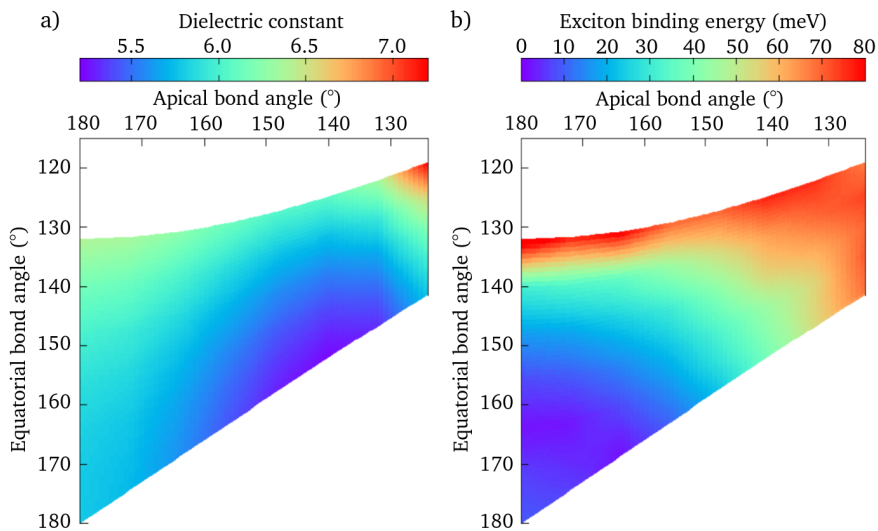 a) Dielectric constant
5.5 6.0 6.5 7.0
Apical bond angle (°)
180 170 160 150 140 130
120
130
140
150
160
170
180
Equatorial bond angle (°)
b) Exciton binding energy (meV)
0 10 20 30 40 50 60 70 80
Apical bond angle (°)
180 170 160 150 140 130
120
130
140
150
160
170
180
Equatorial bond angle (°)